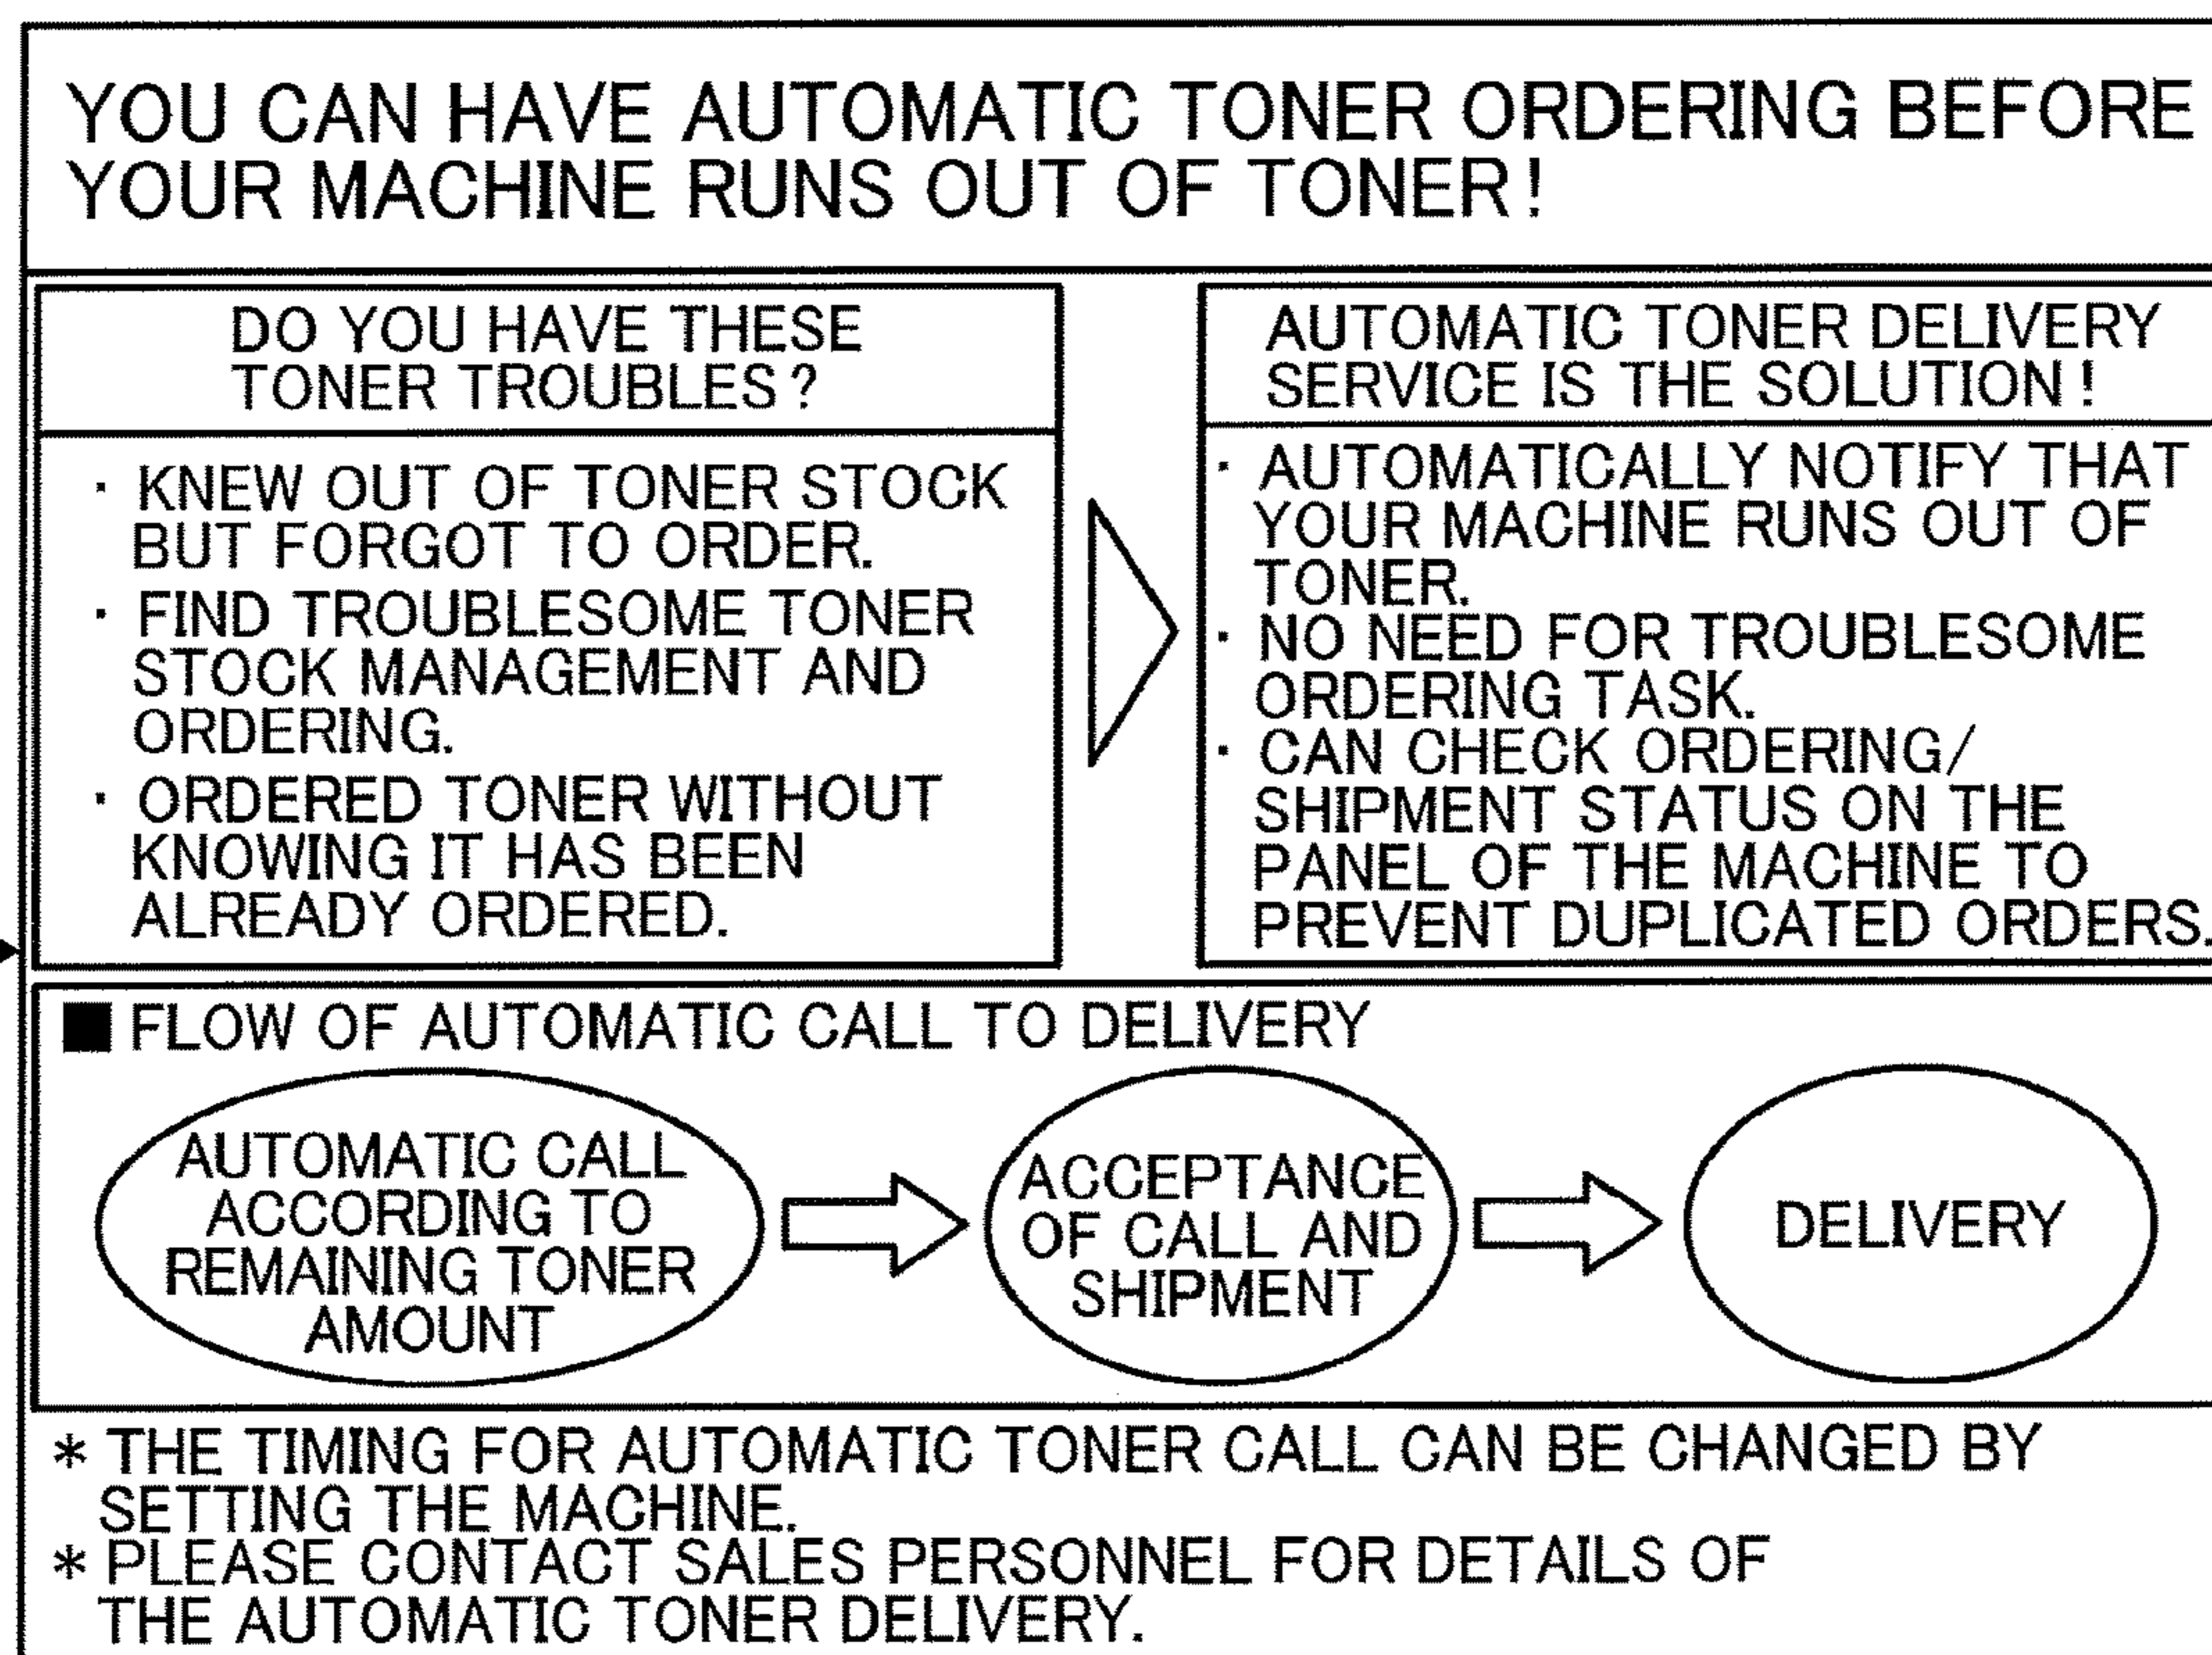 YOU CAN HAVE AUTOMATIC TONER ORDERING BEFORE
YOUR MACHINE RUNS OUT OF TONER!
DO YOU HAVE THESE
TONER TROUBLES?
· KNEW OUT OF TONER STOCK
BUT FORGOT TO ORDER.
· FIND TROUBLESOME TONER
STOCK MANAGEMENT AND
ORDERING.
· ORDERED TONER WITHOUT
KNOWING IT HAS BEEN
ALREADY ORDERED.
AUTOMATIC TONER DELIVERY
SERVICE IS THE SOLUTION!
· AUTOMATICALLY NOTIFY THAT
YOUR MACHINE RUNS OUT OF
TONER.
· NO NEED FOR TROUBLESOME
ORDERING TASK.
· CAN CHECK ORDERING/
SHIPMENT STATUS ON THE
PANEL OF THE MACHINE TO
PREVENT DUPLICATED ORDERS.
■ FLOW OF AUTOMATIC CALL TO DELIVERY
AUTOMATIC CALL
ACCORDING TO
REMAINING TONER
AMOUNT
ACCEPTANCE
OF CALL AND
SHIPMENT
DELIVERY
* THE TIMING FOR AUTOMATIC TONER CALL CAN BE CHANGED BY
SETTING THE MACHINE.
* PLEASE CONTACT SALES PERSONNEL FOR DETAILS OF
THE AUTOMATIC TONER DELIVERY.